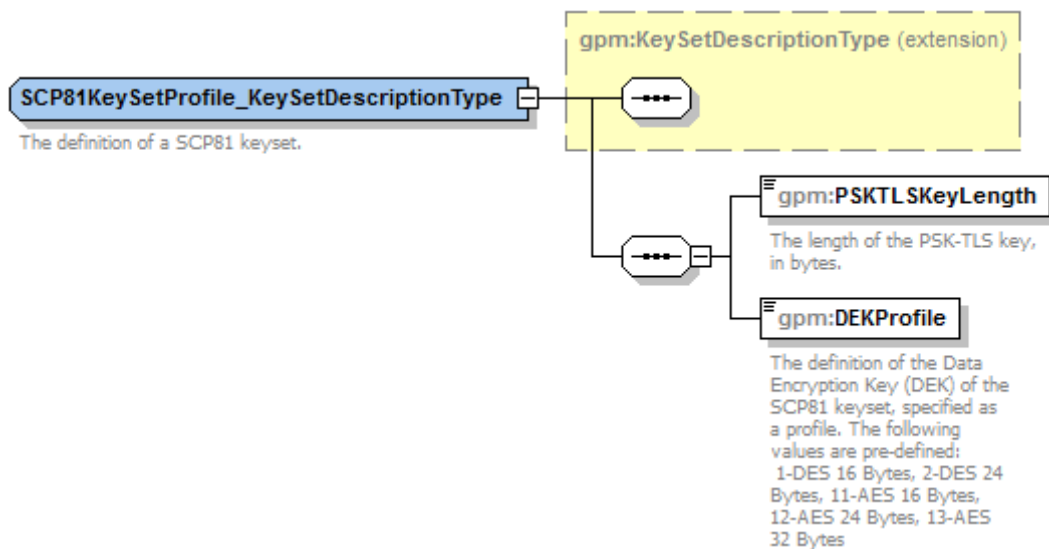 gpm:KeySetDescriptionType (extension)
SCP81KeySetProfile_KeySetDescriptionType
The definition of a SCP81 keyset.
gpm:PSKTLSKeyLength
The length of the PSK-TLS key,
in bytes.
gpm:DEKProfile
The definition of the Data
Encryption Key (DEK) of the
SCP81 keyset, specified as
a profile. The following
values are pre-defined:
1-DES 16 Bytes, 2-DES 24
Bytes, 11-AES 16 Bytes,
12-AES 24 Bytes, 13-AES
32 Bytes